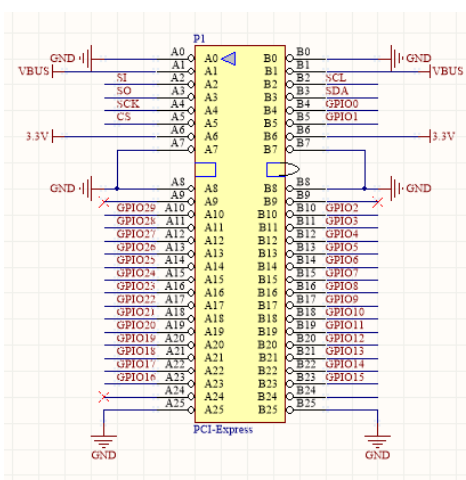 P1
GND A0 A0 B0 B0 GND
VBUS A1 A1 B1 B1 VBUS
SI A2 A2 B2 B2 SCL
SO A3 A3 B3 B3 SDA
SCK A4 A4 B4 B4 GPIO0
CS A5 A5 B5 B5 GPIO1
3.3V A6 A6 B6 B6 3.3V
A7 A7 B7 B7
GND A8 A8 B8 B8 GND
A9 A9 B9 B9
GPIO29 A10 A10 B10 B10 GPIO2
GPIO28 A11 A11 B11 B11 GPIO3
GPIO27 A12 A12 B12 B12 GPIO4
GPIO26 A13 A13 B13 B13 GPIO5
GPIO25 A14 A14 B14 B14 GPIO6
GPIO24 A15 A15 B15 B15 GPIO7
GPIO23 A16 A16 B16 B16 GPIO8
GPIO22 A17 A17 B17 B17 GPIO9
GPIO21 A18 A18 B18 B18 GPIO10
GPIO20 A19 A19 B19 B19 GPIO11
GPIO19 A20 A20 B20 B20 GPIO12
GPIO18 A21 A21 B21 B21 GPIO13
GPIO17 A22 A22 B22 B22 GPIO14
GPIO16 A23 A23 B23 B23 GPIO15
A24 A24 B24 B24
A25 A25 B25 B25
PCI-Express
GND GND